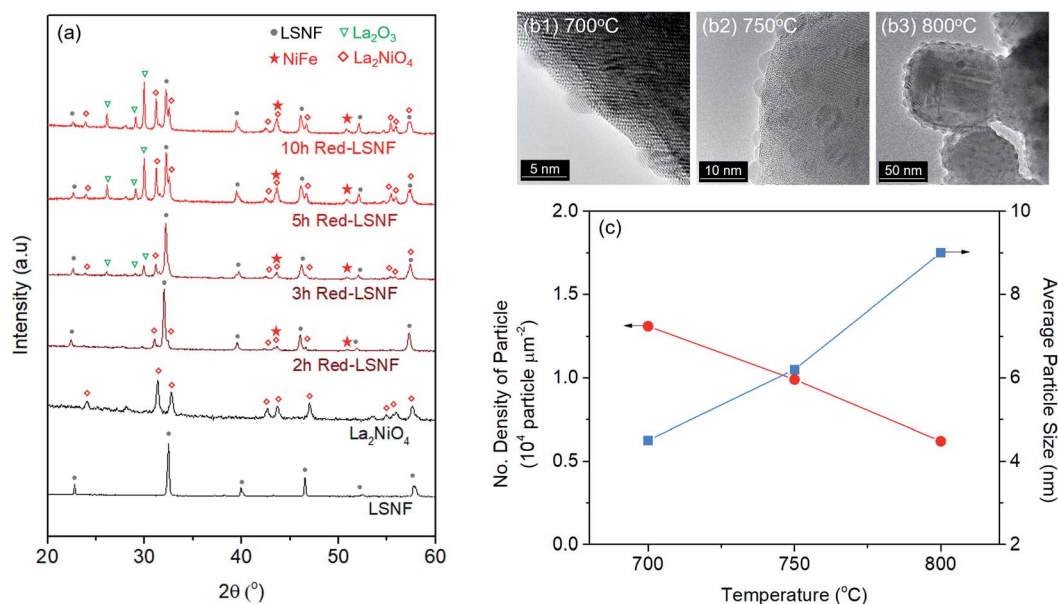 (a)
LSNF
La₂O₃
NiFe
La₂NiO₄
10h Red-LSNF
5h Red-LSNF
3h Red-LSNF
2h Red-LSNF
La₂NiO₄
LSNF
Intensity (a.u)
20 30 40 50 60
2θ (°)
(b1) 700°C
5 nm
(b2) 750°C
10 nm
(b3) 800°C
50 nm
(c)
No. Density of Particle
(10⁴ particle μm⁻²)
2.0
1.5
1.0
0.5
0.0
10
8
6
4
2
Average Particle Size (nm)
700 750 800
Temperature (°C)